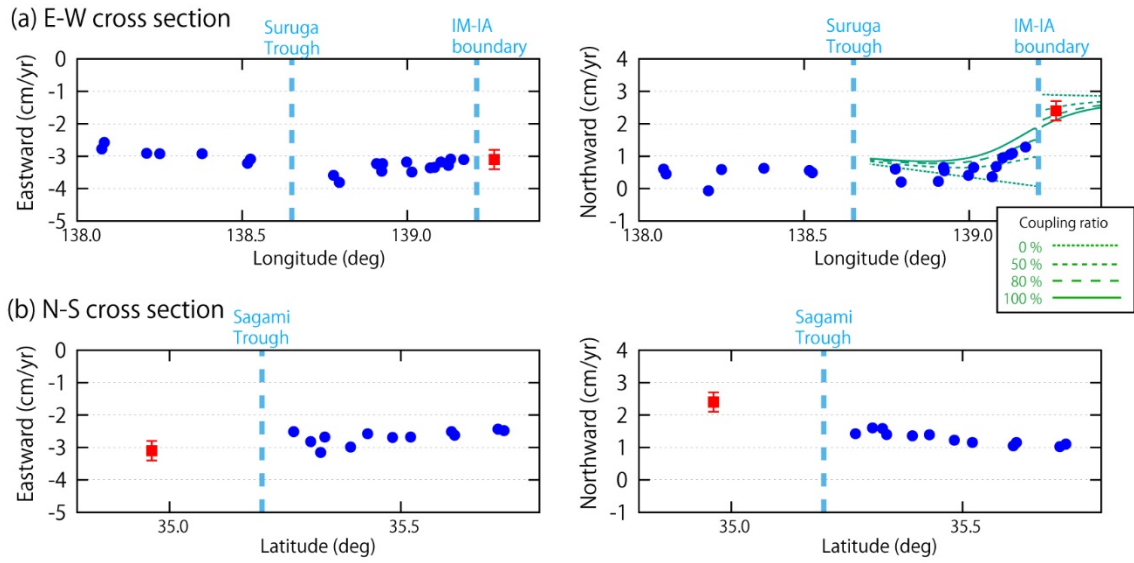 (a) E-W cross section
Suruga
Trough
IM-IA
boundary
Eastward (cm/yr)
0
-1
-2
-3
-4
-5
138.0
138.5
139.0
Longitude (deg)
Suruga
Trough
IM-IA
boundary
Northward (cm/yr)
4
3
2
1
0
-1
138.0
138.5
139.0
Longitude (deg)
Coupling ratio
0 %
50 %
80 %
100 %
(b) N-S cross section
Sagami
Trough
Eastward (cm/yr)
0
-1
-2
-3
-4
-5
35.0
35.5
Latitude (deg)
Sagami
Trough
Northward (cm/yr)
4
3
2
1
0
-1
35.0
35.5
Latitude (deg)